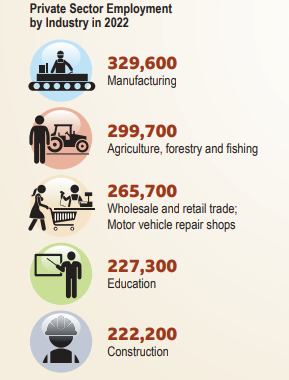 Private Sector Employment
by Industry in 2022
329,600
Manufacturing
299,700
Agriculture, forestry and fishing
265,700
Wholesale and retail trade;
Motor vehicle repair shops
227,300
Education
222,200
Construction